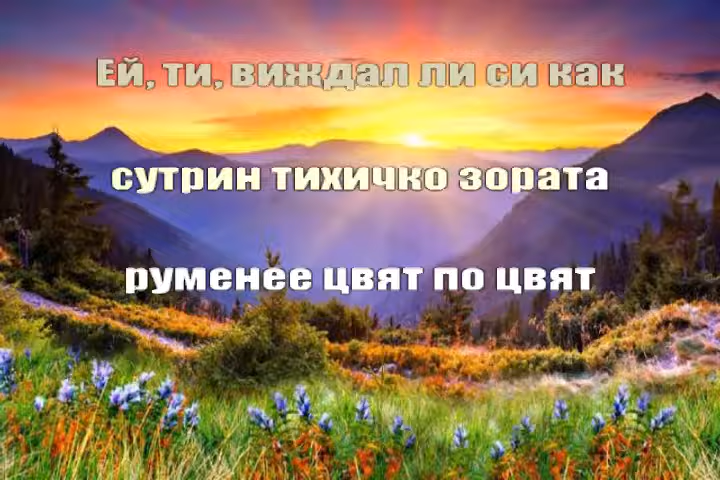 Ей, ти, виждал ли си как
сутрин тихичко зората
руменее цвят по цвят